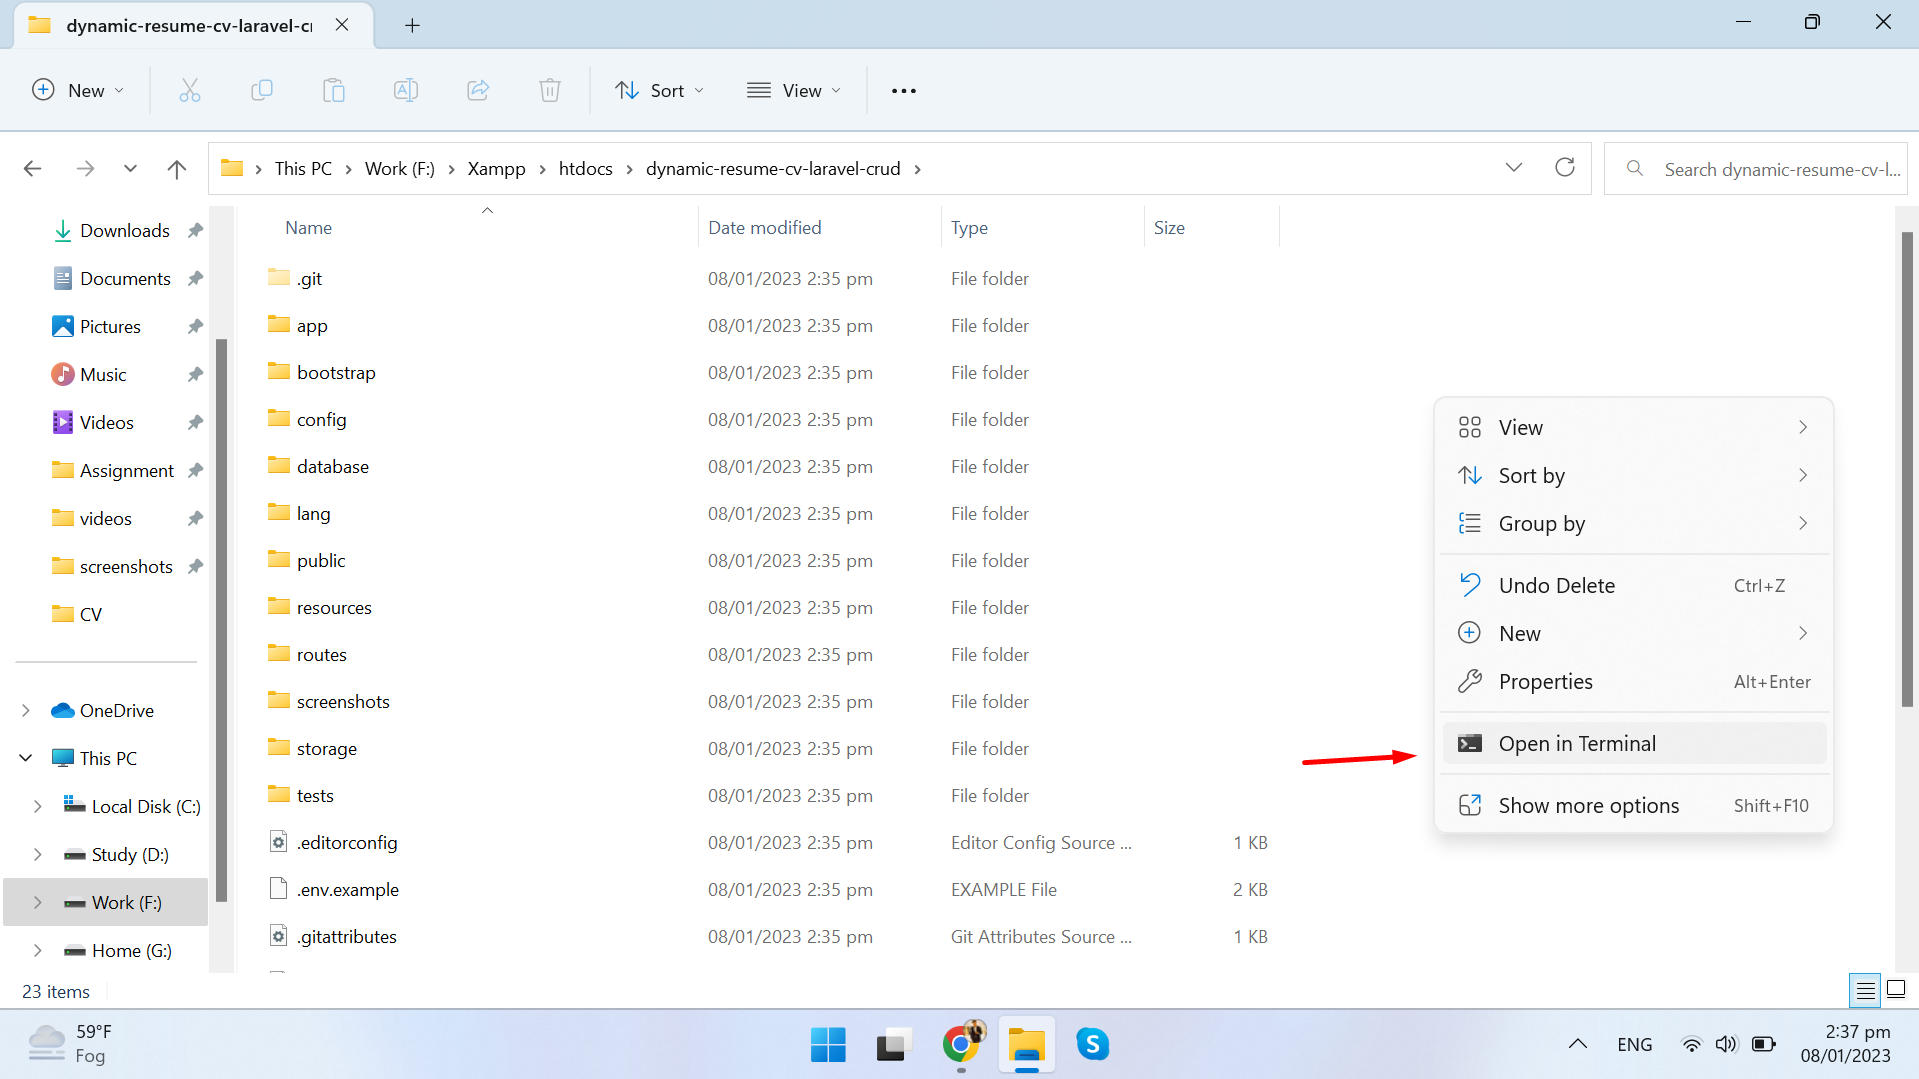 dynamic-resume-cv-laravel-cr
New
Sort
View
This PC > Work (F:) > Xampp > htdocs > dynamic-resume-cv-laravel-crud >
Search dynamic-resume-cv-l...
Name Date modified Type Size
Downloads
Documents
Pictures
Music
Videos
Assignment
videos
screenshots
CV
OneDrive
This PC
Local Disk (C:)
Study (D:)
Work (F:)
Home (G:)
.git 08/01/2023 2:35 pm File folder
app 08/01/2023 2:35 pm File folder
bootstrap 08/01/2023 2:35 pm File folder
config 08/01/2023 2:35 pm File folder
database 08/01/2023 2:35 pm File folder
lang 08/01/2023 2:35 pm File folder
public 08/01/2023 2:35 pm File folder
resources 08/01/2023 2:35 pm File folder
routes 08/01/2023 2:35 pm File folder
screenshots 08/01/2023 2:35 pm File folder
storage 08/01/2023 2:35 pm File folder
tests 08/01/2023 2:35 pm File folder
.editorconfig 08/01/2023 2:35 pm Editor Config Source ... 1 KB
.env.example 08/01/2023 2:35 pm EXAMPLE File 2 KB
.gitattributes 08/01/2023 2:35 pm Git Attributes Source ... 1 KB
View
Sort by
Group by
Undo Delete Ctrl+Z
New
Properties Alt+Enter
Open in Terminal
Show more options Shift+F10
23 items
59°F
Fog
S
ENG
2:37 pm
08/01/2023